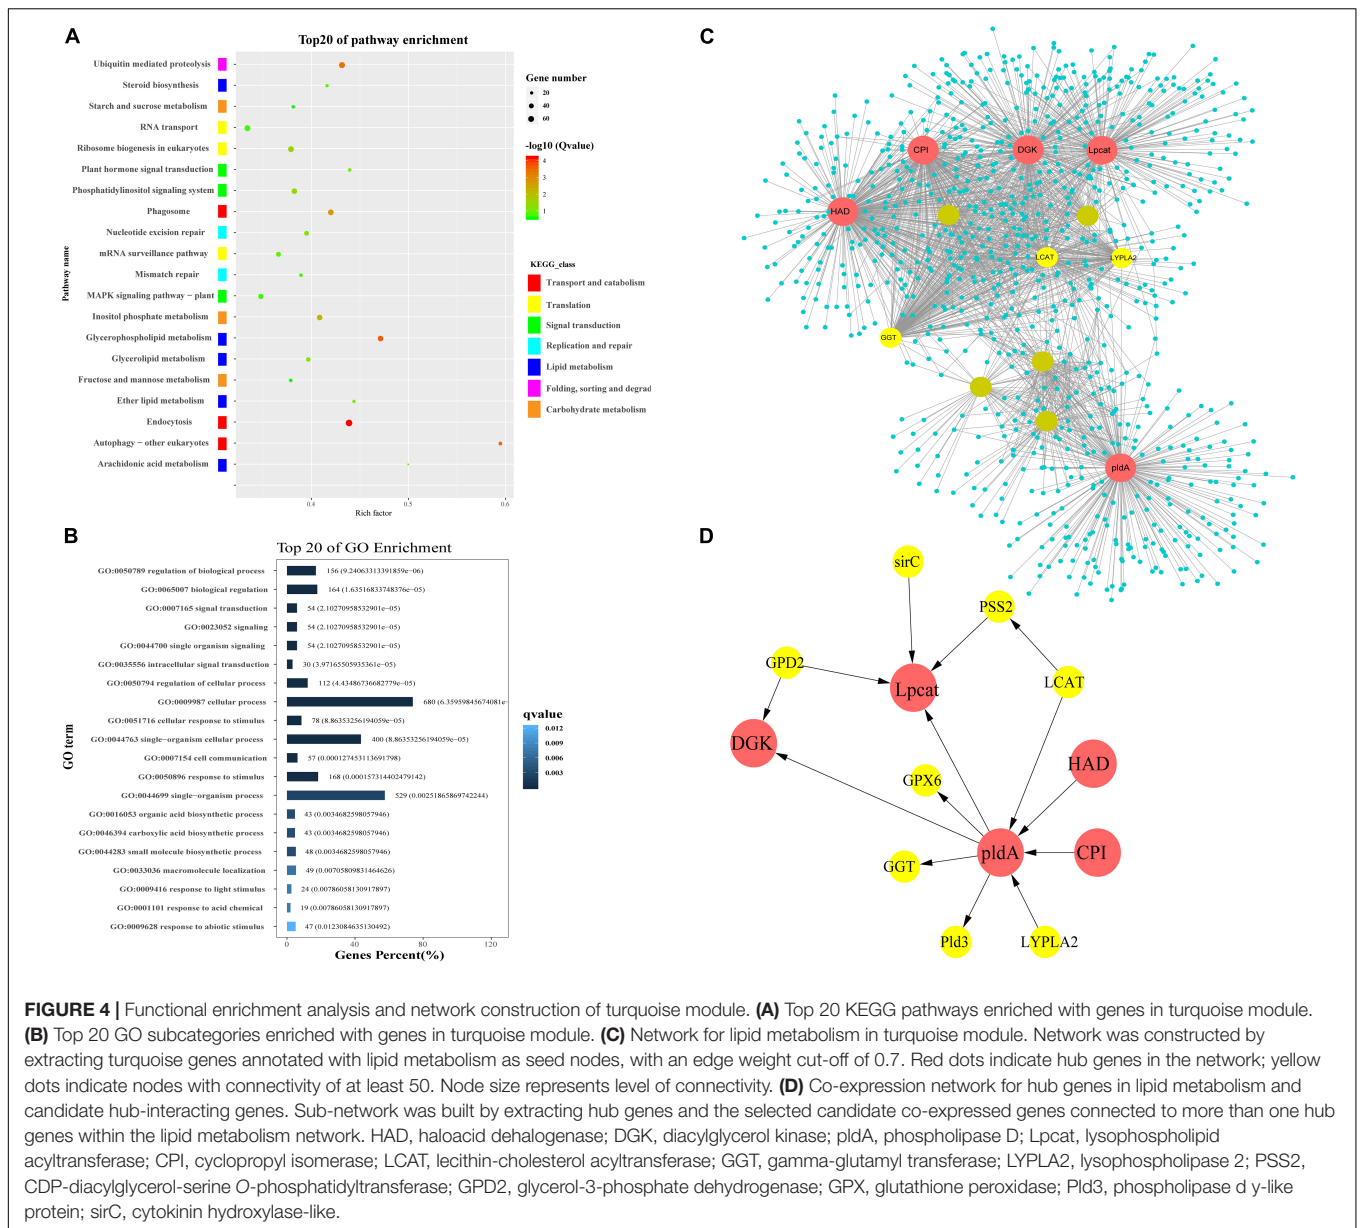 A
Top20 of pathway enrichment
Pathway name
Ubiquitin mediated proteolysis
Steroid biosynthesis
Starch and sucrose metabolism
RNA transport
Ribosome biogenesis in eukaryotes
Plant hormone signal transduction
Phosphatidylinositol signaling system
Phagosome
Nucleotide excision repair
mRNA surveillance pathway
Mismatch repair
MAPK signaling pathway − plant
Inositol phosphate metabolism
Glycerophospholipid metabolism
Glycerolipid metabolism
Fructose and mannose metabolism
Ether lipid metabolism
Endocytosis
Autophagy − other eukaryotes
Arachidonic acid metabolism
0.4 0.5 0.6
Rich factor
Gene number
20
40
60
-log10 (Qvalue)
4
3
2
1
KEGG_class
Transport and catabolism
Translation
Signal transduction
Replication and repair
Lipid metabolism
Folding, sorting and degrad
Carbohydrate metabolism
B
Top 20 of GO Enrichment
GO term
GO:0050789 regulation of biological process 156 (9.24063313391859e−06)
GO:0065007 biological regulation 164 (1.63516833748376e−05)
GO:0007165 signal transduction 54 (2.10270958532901e−05)
GO:0023052 signaling 54 (2.10270958532901e−05)
GO:0044700 single organism signaling 54 (2.10270958532901e−05)
GO:0035556 intracellular signal transduction 30 (3.97165505935361e−05)
GO:0050794 regulation of cellular process 112 (4.43486736682779e−05)
GO:0009987 cellular process 680 (6.35959845674081e−
GO:0051716 cellular response to stimulus 78 (8.86353256194059e−05)
GO:0044763 single−organism cellular process 400 (8.86353256194059e−05)
GO:0007154 cell communication 57 (0.000127453113691798)
GO:0050896 response to stimulus 168 (0.000157314402479142)
GO:0044699 single−organism process 529 (0.00251865869742244)
GO:0016053 organic acid biosynthetic process 43 (0.0034682598057946)
GO:0046394 carboxylic acid biosynthetic process 43 (0.0034682598057946)
GO:0044283 small molecule biosynthetic process 48 (0.0034682598057946)
GO:0033036 macromolecule localization 49 (0.00705809831464626)
GO:0009416 response to light stimulus 24 (0.00786058130917897)
GO:0001101 response to acid chemical 19 (0.00786058130917897)
GO:0009628 response to abiotic stimulus 47 (0.0123084635130492)
0 40 80 120
Genes Percent(%)
qvalue
0.012
0.009
0.006
0.003
C
CPI
DGK
Lpcat
HAD
LCAT
LYPLA2
GGT
pldA
D
sirC
PSS2
GPD2
Lpcat
LCAT
DGK
HAD
GPX6
pldA
CPI
GGT
Pld3
LYPLA2
FIGURE 4 | Functional enrichment analysis and network construction of turquoise module. (A) Top 20 KEGG pathways enriched with genes in turquoise module.
(B) Top 20 GO subcategories enriched with genes in turquoise module. (C) Network for lipid metabolism in turquoise module. Network was constructed by
extracting turquoise genes annotated with lipid metabolism as seed nodes, with an edge weight cut-off of 0.7. Red dots indicate hub genes in the network; yellow
dots indicate nodes with connectivity of at least 50. Node size represents level of connectivity. (D) Co-expression network for hub genes in lipid metabolism and
candidate hub-interacting genes. Sub-network was built by extracting hub genes and the selected candidate co-expressed genes connected to more than one hub
genes within the lipid metabolism network. HAD, haloacid dehalogenase; DGK, diacylglycerol kinase; pldA, phospholipase D; Lpcat, lysophospholipid
acyltransferase; CPI, cyclopropyl isomerase; LCAT, lecithin-cholesterol acyltransferase; GGT, gamma-glutamyl transferase; LYPLA2, lysophospholipase 2; PSS2,
CDP-diacylglycerol-serine O-phosphatidyltransferase; GPD2, glycerol-3-phosphate dehydrogenase; GPX, glutathione peroxidase; Pld3, phospholipase d y-like
protein; sirC, cytokinin hydroxylase-like.